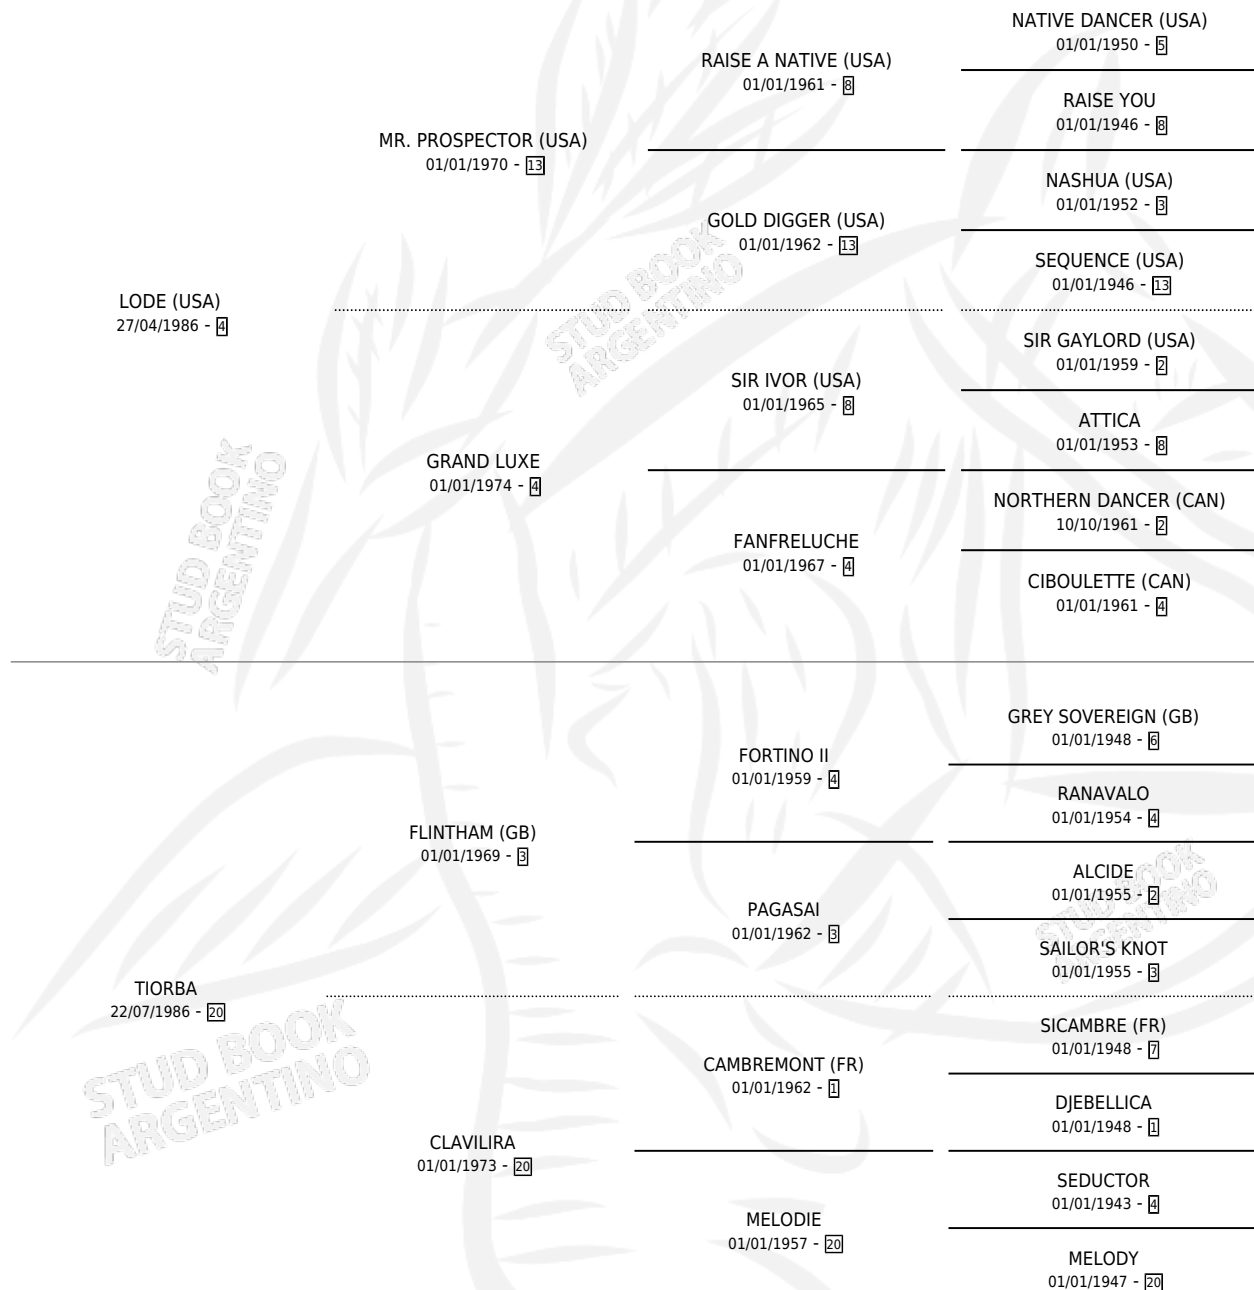 NATIVE DANCER (USA)
01/01/1950 - 5
RAISE A NATIVE (USA)
01/01/1961 - 8
RAISE YOU
01/01/1946 - 8
MR. PROSPECTOR (USA)
01/01/1970 - 13
NASHUA (USA)
01/01/1952 - 3
GOLD DIGGER (USA)
01/01/1962 - 13
SEQUENCE (USA)
01/01/1946 - 13
LODE (USA)
27/04/1986 - 4
STUD BOOK
ARGENTINO
SIR GAYLORD (USA)
01/01/1959 - 2
SIR IVOR (USA)
01/01/1965 - 8
ATTICA
01/01/1953 - 8
GRAND LUXE
01/01/1974 - 4
NORTHERN DANCER (CAN)
10/10/1961 - 2
FANFRELUCHE
01/01/1967 - 4
CIBOULETTE (CAN)
01/01/1961 - 4
STUD BOOK
ARGENTINO
GREY SOVEREIGN (GB)
01/01/1948 - 6
FORTINO II
01/01/1959 - 4
RANAVALO
01/01/1954 - 4
FLINTHAM (GB)
01/01/1969 - 3
ALCIDE
01/01/1955 - 2
PAGASAI
01/01/1962 - 3
SAILOR'S KNOT
01/01/1955 - 3
STUD BOOK
ARGENTINO
TIORBA
22/07/1986 - 20
SICAMBRE (FR)
01/01/1948 - 7
CAMBREMONT (FR)
01/01/1962 - 1
DJEBELLICA
01/01/1948 - 1
STUD BOOK
ARGENTINO
CLAVILIRA
01/01/1973 - 20
SEDUCTOR
01/01/1943 - 4
MELODIE
01/01/1957 - 20
MELODY
01/01/1947 - 20